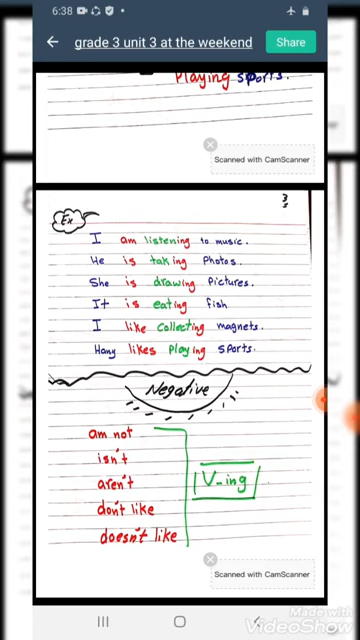 6:38
grade 3 unit 3 at the weekend
Share
Playing sports.
Scanned with CamScanner
3
Ex
I am listening to music.
He is taking Photos.
She is drawing Pictures.
It is eating fish
I like collecting magnets.
Hany likes Playing sports.
Negative
am not
isn't
aren't
don't like
doesn't like
V-ing
Scanned with CamScanner
Made with
VideoShow